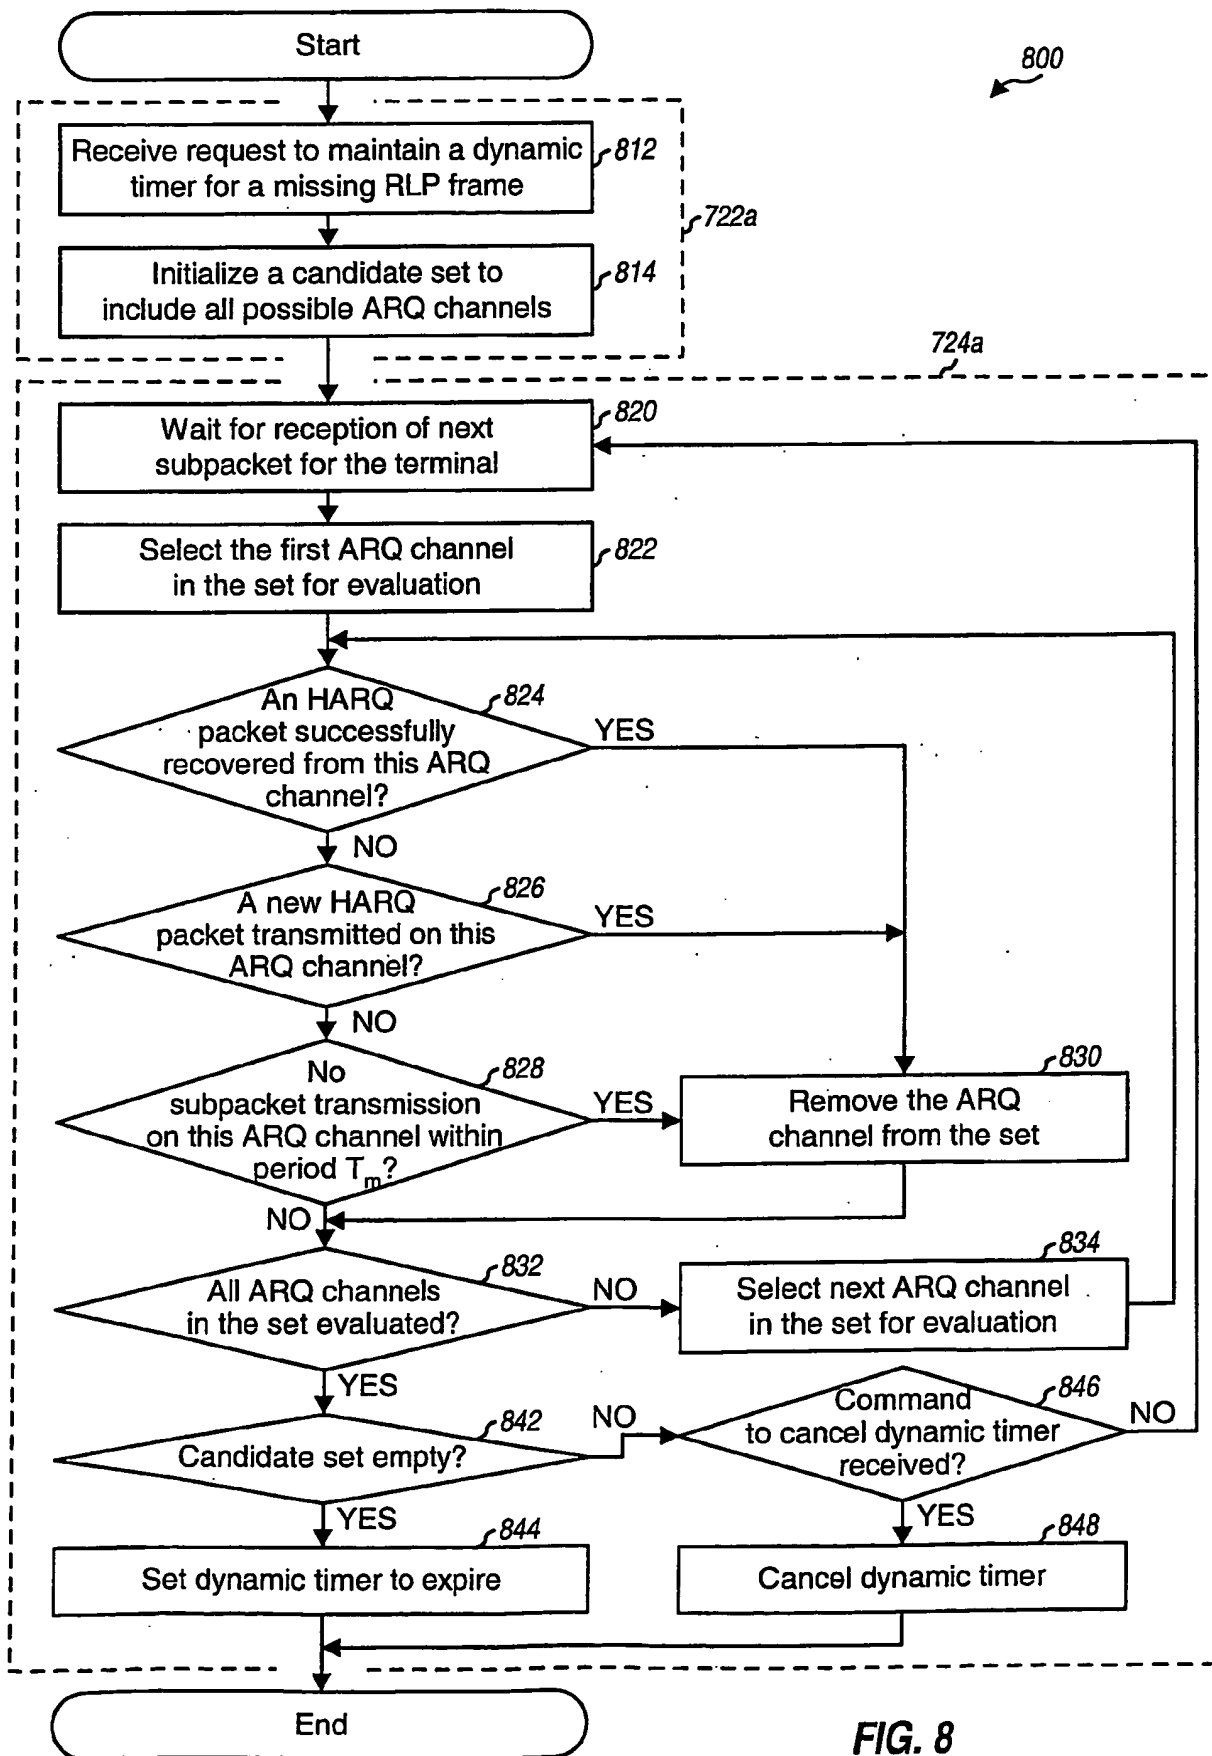 Start
800
Receive request to maintain a dynamic
timer for a missing RLP frame
812
722a
Initialize a candidate set to
include all possible ARQ channels
814
724a
Wait for reception of next
subpacket for the terminal
820
Select the first ARQ channel
in the set for evaluation
822
An HARQ
packet successfully
recovered from this ARQ
channel?
824
YES
NO
A new HARQ
packet transmitted on this
ARQ channel?
826
YES
NO
No
subpacket transmission
on this ARQ channel within
period Tm?
828
YES
Remove the ARQ
channel from the set
830
NO
All ARQ channels
in the set evaluated?
832
NO
Select next ARQ channel
in the set for evaluation
834
YES
Candidate set empty?
842
NO
Command
to cancel dynamic timer
received?
846
NO
YES
YES
Set dynamic timer to expire
844
Cancel dynamic timer
848
End
FIG. 8